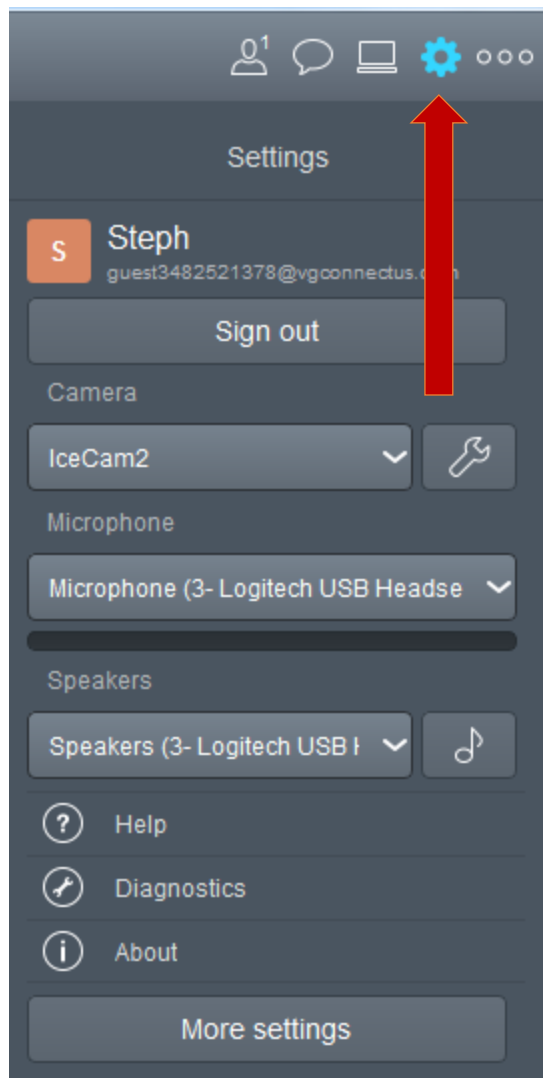 1
Settings
S
Steph
guest3482521378@vgconnectus.
Sign out
Camera
IceCam2
Microphone
Microphone (3- Logitech USB Headse
Speakers
Speakers (3- Logitech USB H
? Help
Diagnostics
i About
More settings